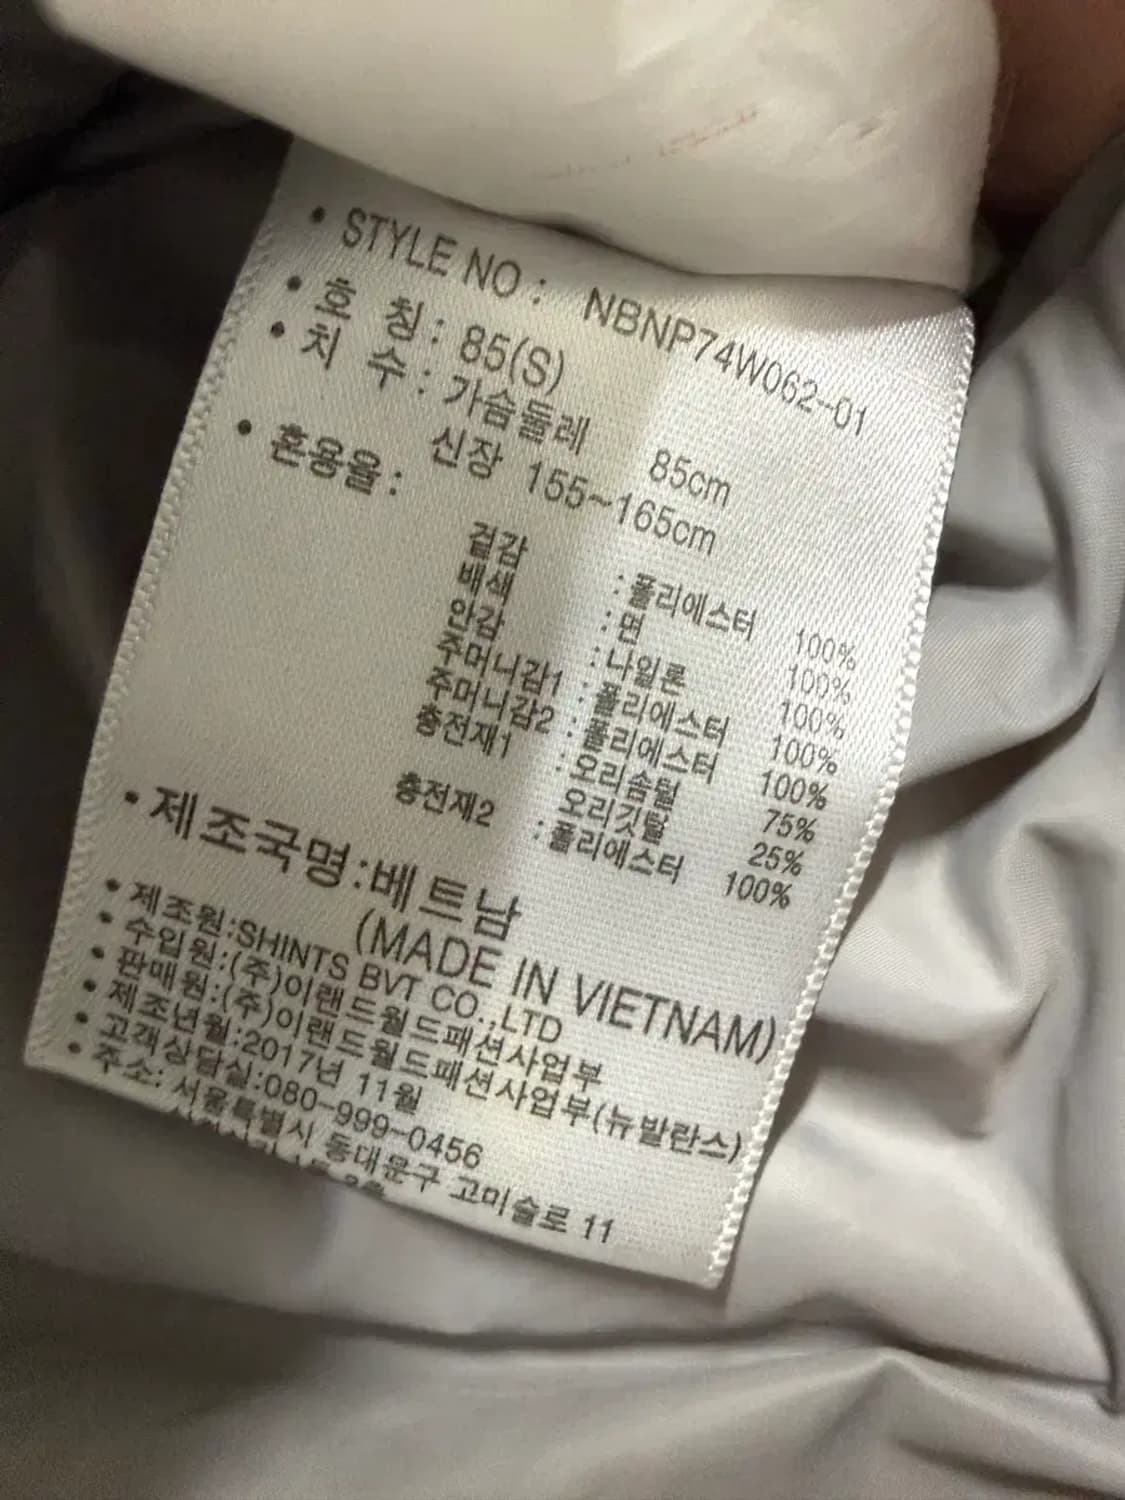 • STYLE NO : NBNP74W062-01
• 호 칭 : 85(S)
• 치 수 : 가슴둘레 85cm
신장 155~165cm
• 혼용율 :
겉감 : 폴리에스터 100%
배색 : 면 100%
안감 : 나일론 100%
주머니감1 : 폴리에스터 100%
주머니감2 : 폴리에스터 100%
충전재1 : 오리솜털 75%
오리깃털 25%
충전재2 : 폴리에스터 100%
• 제조국명:베트남
(MADE IN VIETNAM)
• 제조원:SHINTS BVT CO.,LTD
• 수입원:(주)이랜드월드패션사업부
• 판매원:(주)이랜드월드패션사업부(뉴발란스)
• 제조년월:2017년 11월
• 고객상담실:080-999-0456
• 주소: 서울특별시 동대문구 고미술로 11